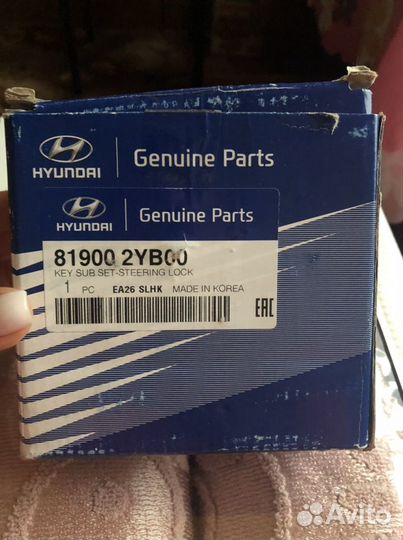 HYUNDAI
Genuine Parts
HYUNDAI
Genuine Parts
81900 2YB00
KEY SUB SET-STEERING LOCK
1 PC EA26 SLHK MADE IN KOREA
EAC
Avito